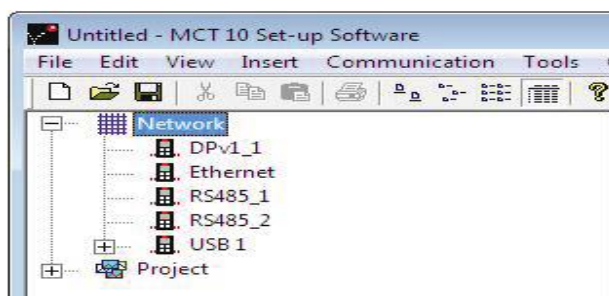 Untitled - MCT 10 Set-up Software
File Edit View Insert Communication Tools
Network
DPv1_1
Ethernet
RS485_1
RS485_2
USB 1
Project